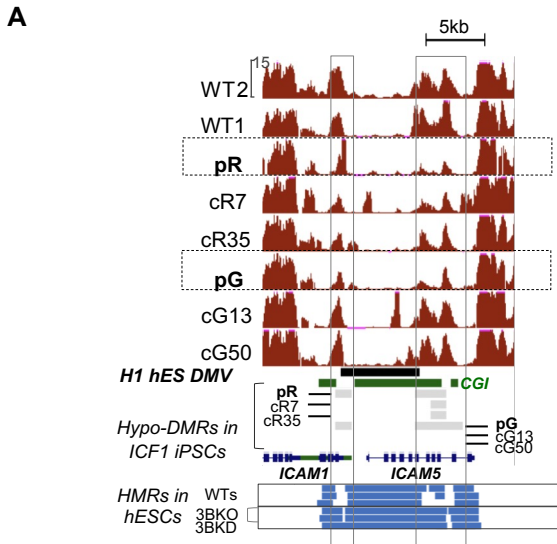 A
5kb
15
WT2
WT1
pR
cR7
cR35
pG
cG13
cG50
H1 hES DMV
CGI
pR
cR7
cR35
Hypo-DMRs in
ICF1 iPSCs
pG
cG13
cG50
ICAM1 ICAM5
HMRs in
hESCs
WTs
3BKO
3BKD